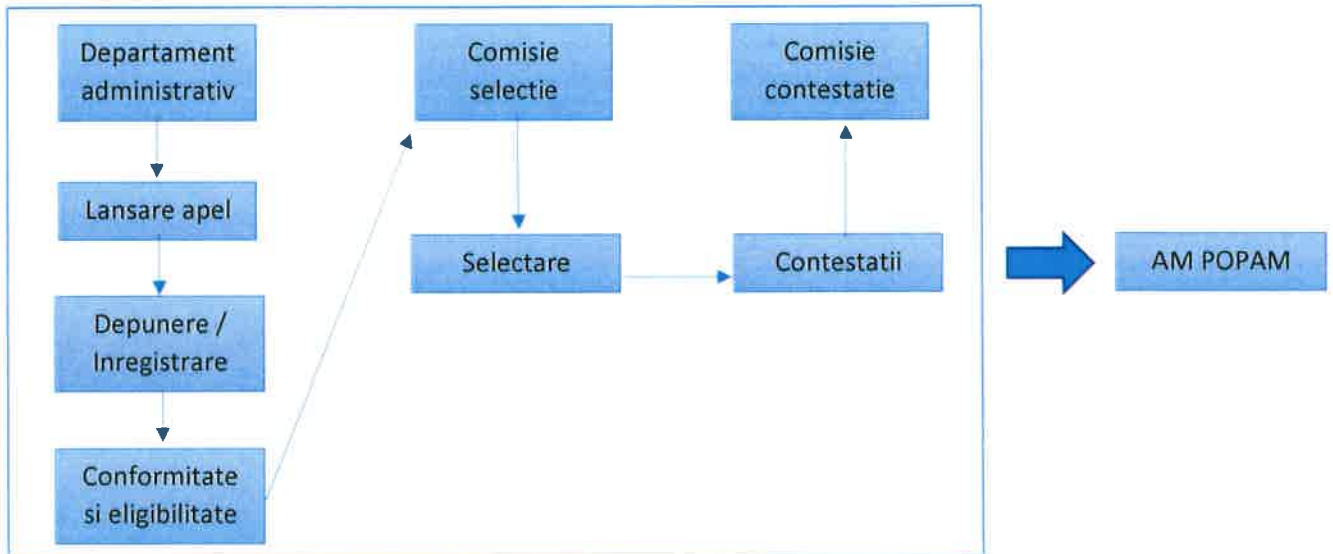 Departament
administrativ
Lansare apel
Depunere /
Inregistrare
Conformitate
si eligibilitate
Comisie
selectie
Selectare
Comisie
contestatie
Contestatii
AM POPAM